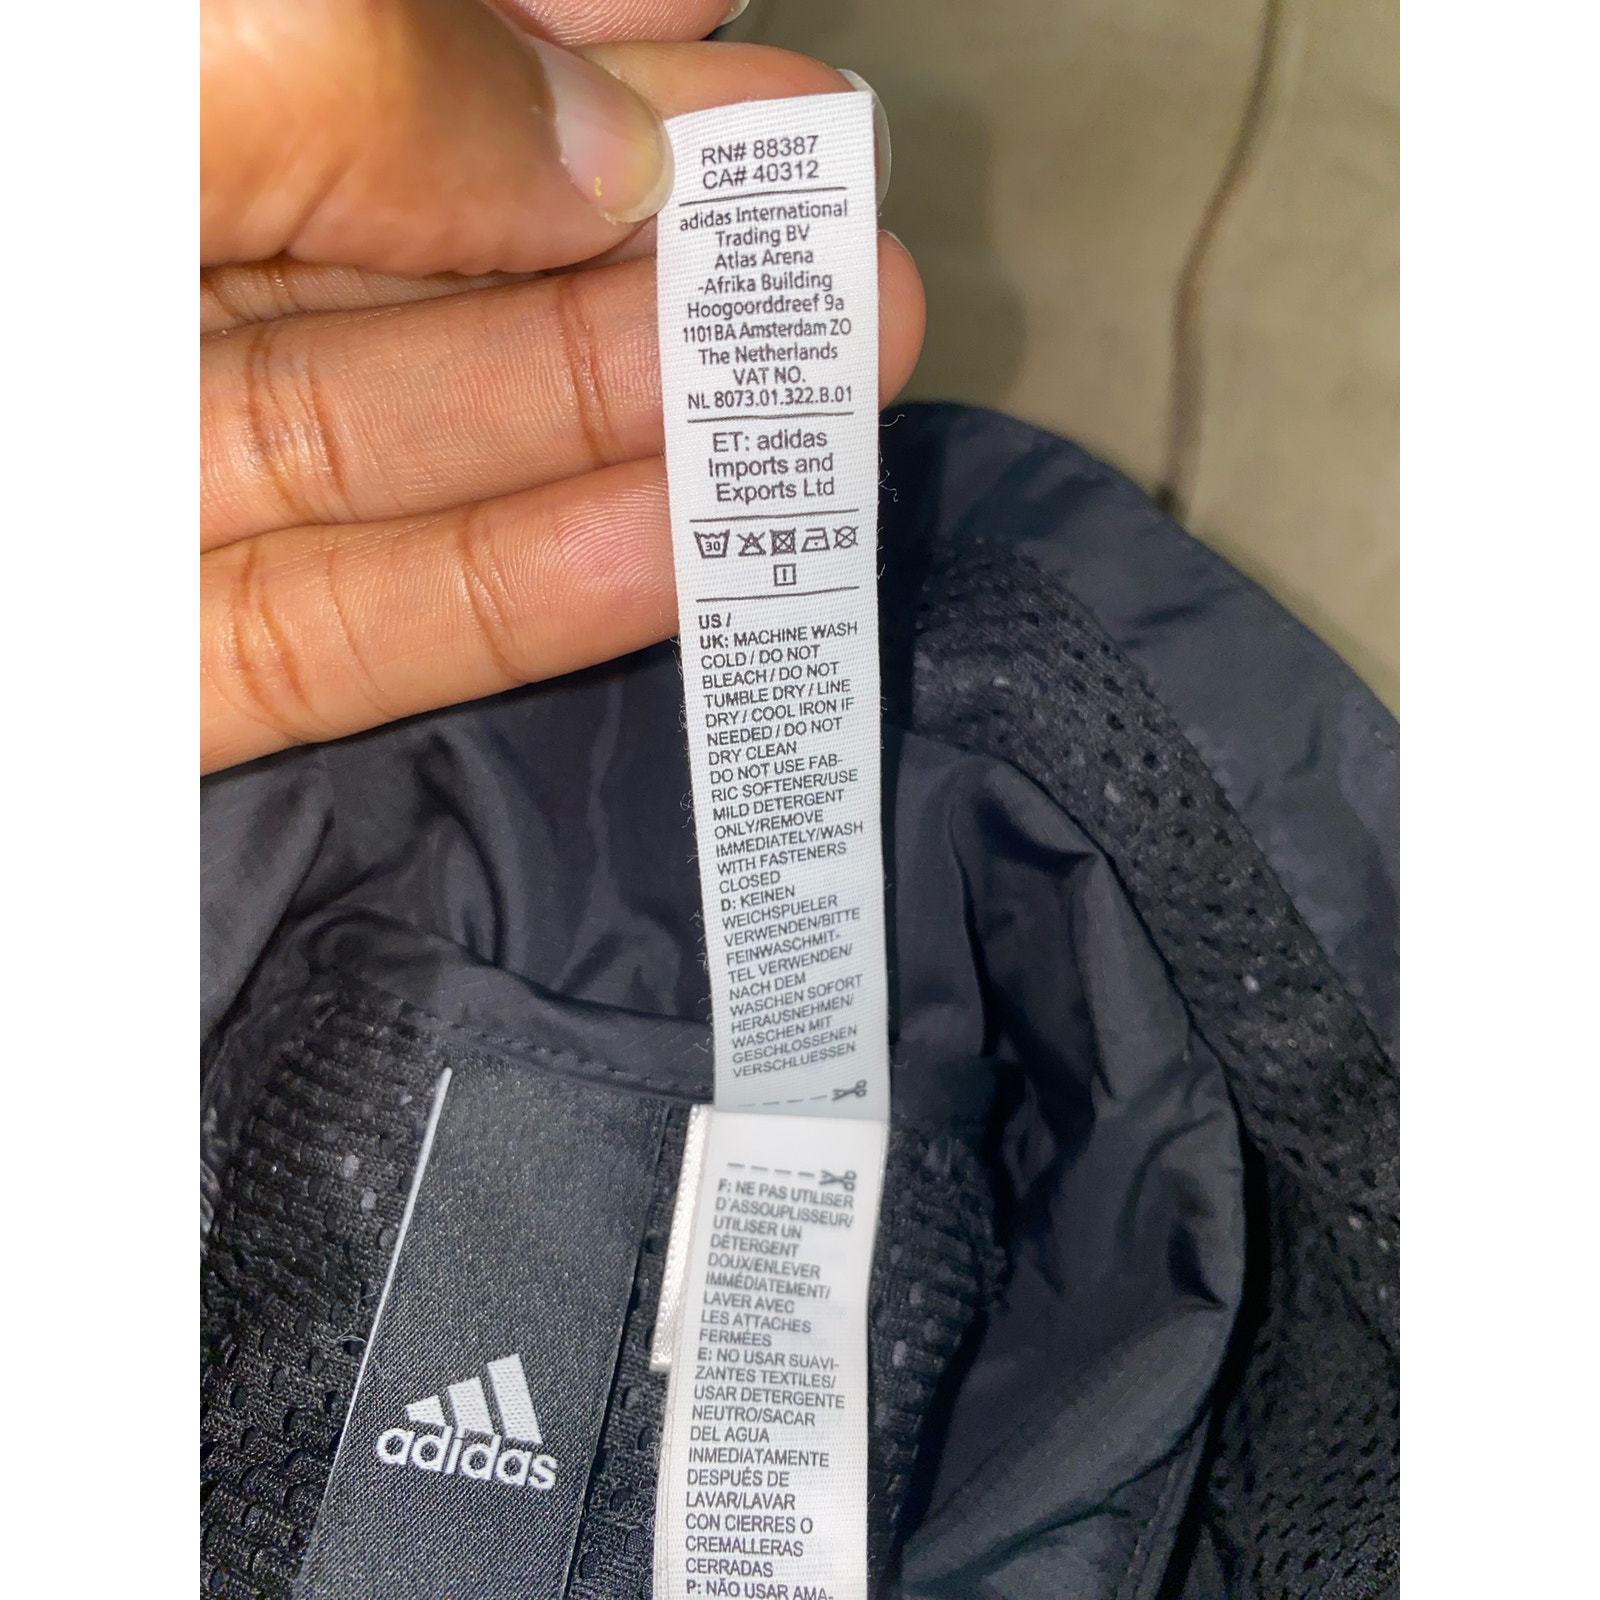 RN# 88387
CA# 40312
adidas International
Trading BV
Atlas Arena
-Afrika Building
Hoogoorddreef 9a
1101BA Amsterdam ZO
The Netherlands
VAT NO.
NL 8073.01.322.B.01
ET: adidas
Imports and
Exports Ltd
30
US /
UK: MACHINE WASH
COLD / DO NOT
BLEACH / DO NOT
TUMBLE DRY / LINE
DRY / COOL IRON IF
NEEDED / DO NOT
DRY CLEAN
DO NOT USE FAB-
RIC SOFTENER/USE
MILD DETERGENT
ONLY/REMOVE
IMMEDIATELY/WASH
WITH FASTENERS
CLOSED
D: KEINEN
WEICHSPUELER
VERWENDEN/BITTE
FEINWASCHMIT-
TEL VERWENDEN/
NACH DEM
WASCHEN SOFORT
HERAUSNEHMEN/
WASCHEN MIT
GESCHLOSSENEN
VERSCHLUESSEN
F: NE PAS UTILISER
D'ASSOUPLISSEUR/
UTILISER UN
DÉTERGENT
DOUX/ENLEVER
IMMÉDIATEMENT/
LAVER AVEC
LES ATTACHES
FERMÉES
E: NO USAR SUAVI-
ZANTES TEXTILES/
USAR DETERGENTE
NEUTRO/SACAR
DEL AGUA
INMEDIATAMENTE
DESPUÉS DE
LAVAR/LAVAR
CON CIERRES O
CREMALLERAS
CERRADAS
P: NÃO USAR AMA-
adidas